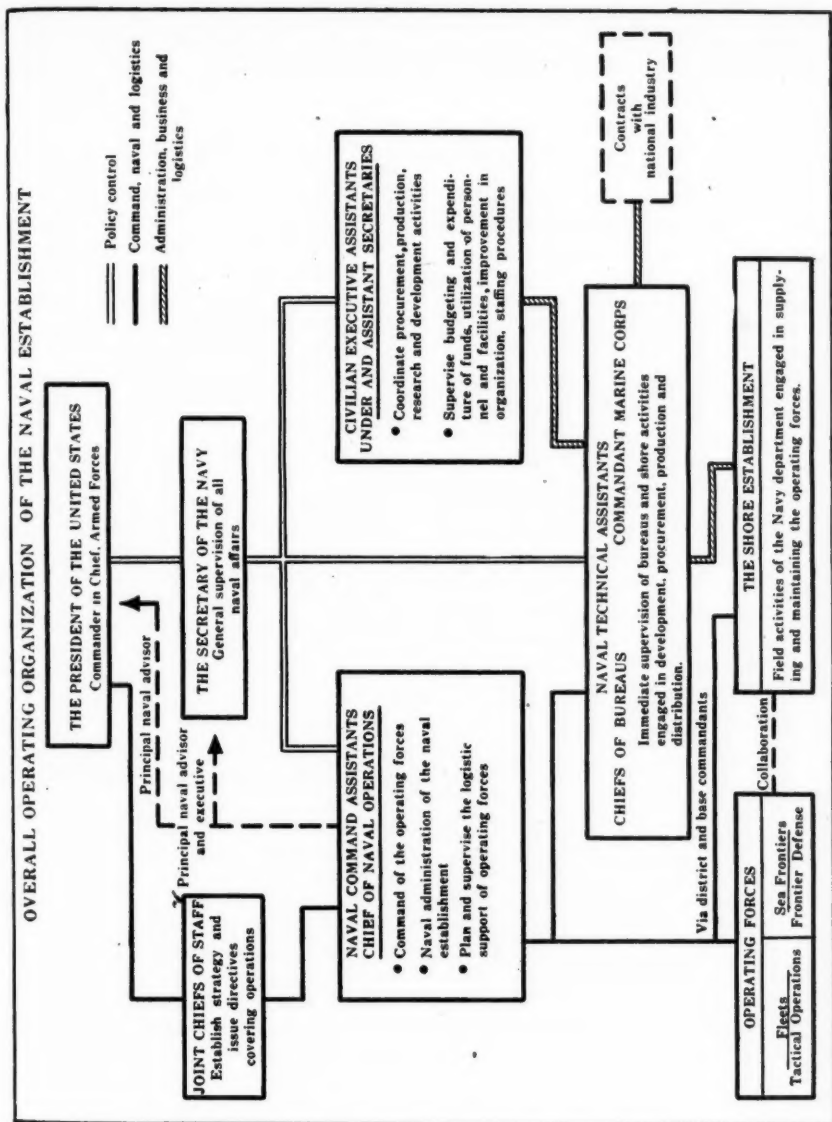 OVERALL OPERATING ORGANIZATION OF THE NAVAL ESTABLISHMENT
Policy control
Command, naval and logistics
Administration, business and
logistics
THE PRESIDENT OF THE UNITED STATES
Commander in Chief, Armed Forces
Principal naval advisor
JOINT CHIEFS OF STAFF
Establish strategy and
issue directives
covering operations
Principal naval advisor
and executive
THE SECRETARY OF THE NAVY
General supervision of all
naval affairs
NAVAL COMMAND ASSISTANTS
CHIEF OF NAVAL OPERATIONS
• Command of the operating forces
• Naval administration of the naval
establishment
• Plan and supervise the logistic
support of operating forces
CIVILIAN EXECUTIVE ASSISTANTS
UNDER AND ASSISTANT SECRETARIES
• Coordinate procurement, production,
research and development activities
• Supervise budgeting and expendi-
ture of funds, utilization of person-
nel and facilities, improvement in
organization, staffing procedures
NAVAL TECHNICAL ASSISTANTS
CHIEFS OF BUREAUS COMMANDANT MARINE CORPS
Immediate supervision of bureaus and shore activities
engaged in development, procurement, production and
distribution.
Contracts
with
national industry
Via district and base commandants
OPERATING FORCES
Fleets
Tactical Operations
Sea Frontiers
Frontier Defense
Collaboration
THE SHORE ESTABLISHMENT
Field activities of the Navy department engaged in supply-
ing and maintaining the operating forces.